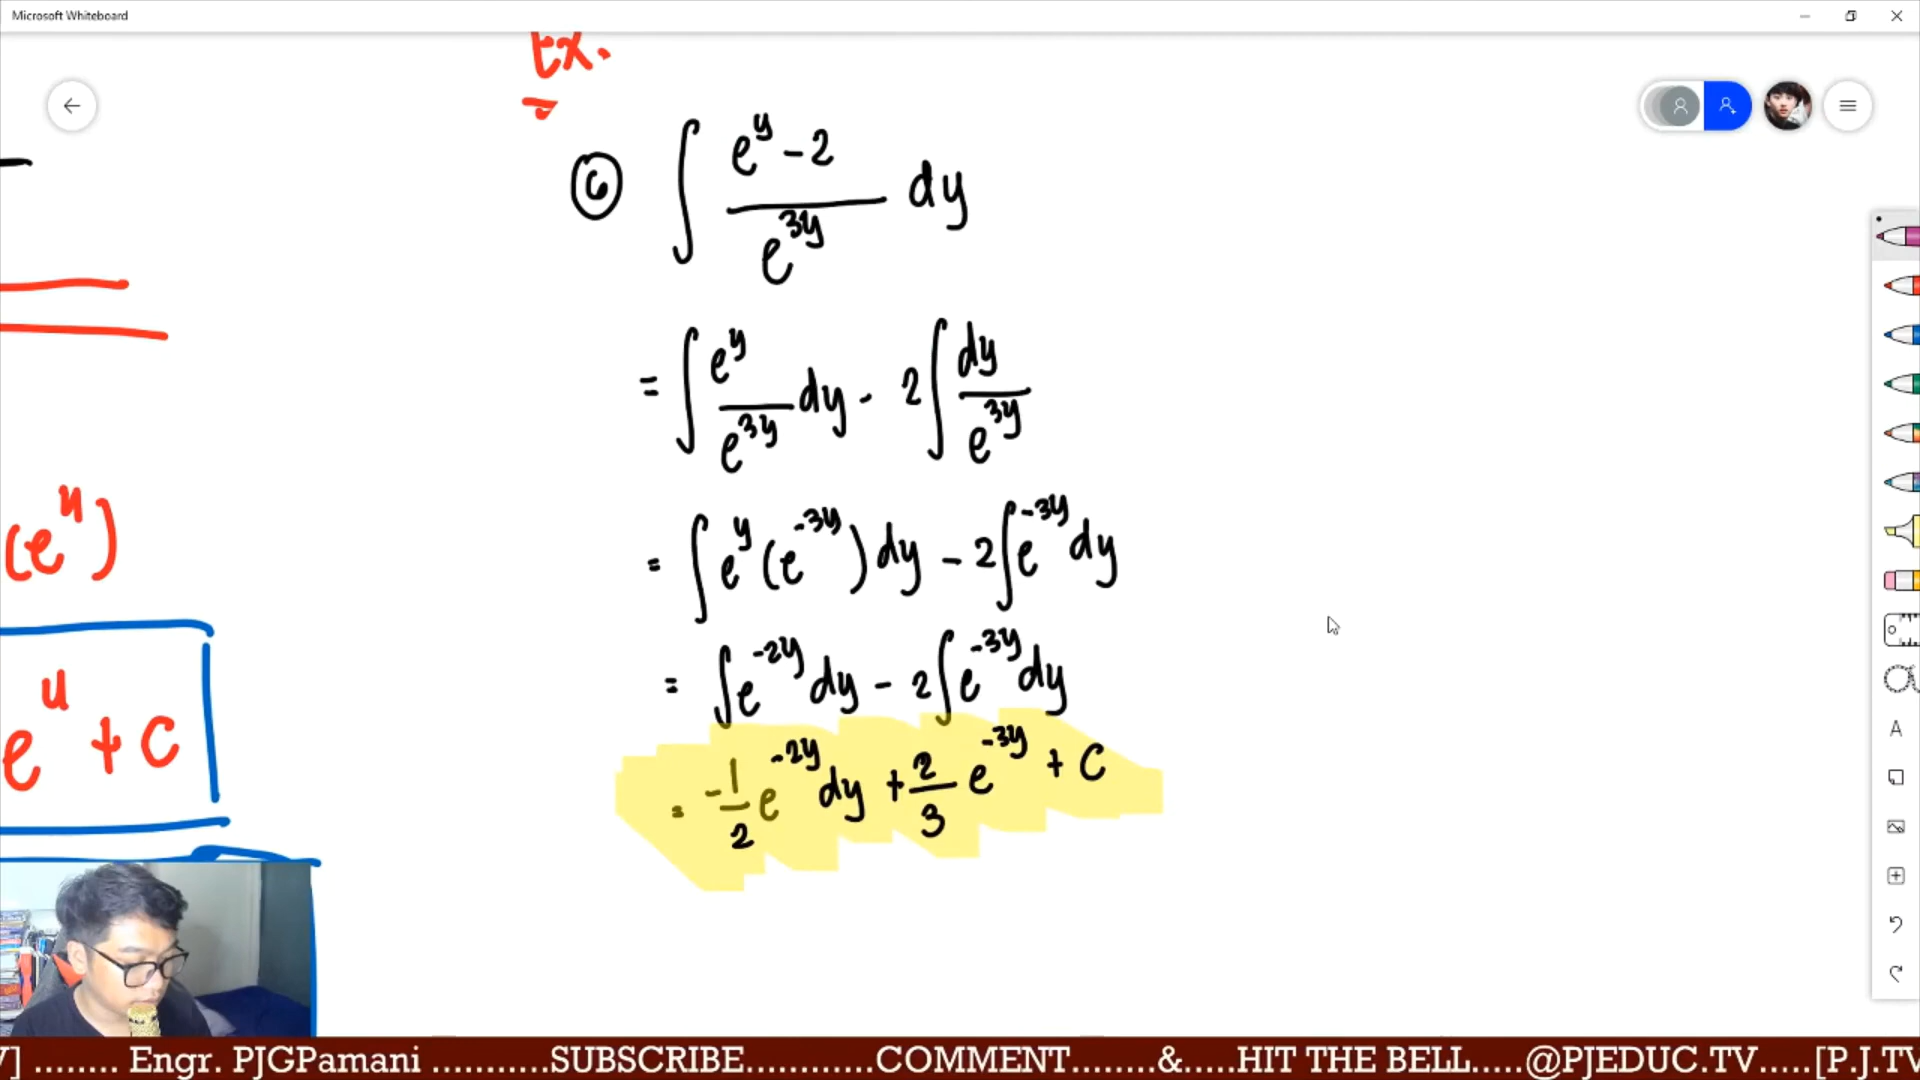 Microsoft Whiteboard
Ex.
6 ∫ (e^y - 2)/(e^{3y}) dy
= ∫ e^y/e^{3y} dy - 2 ∫ dy/e^{3y}
= ∫ e^y (e^{-3y}) dy - 2 ∫ e^{-3y} dy
(e^u)
= ∫ e^{-2y} dy - 2 ∫ e^{-3y} dy
e^u + c
= -1/2 e^{-2y} dy + 2/3 e^{-3y} + C
A
V] ........ Engr. PJGPamani ...........SUBSCRIBE............COMMENT........&.....HIT THE BELL.....@PJEDUC.TV.....[P.J.TV